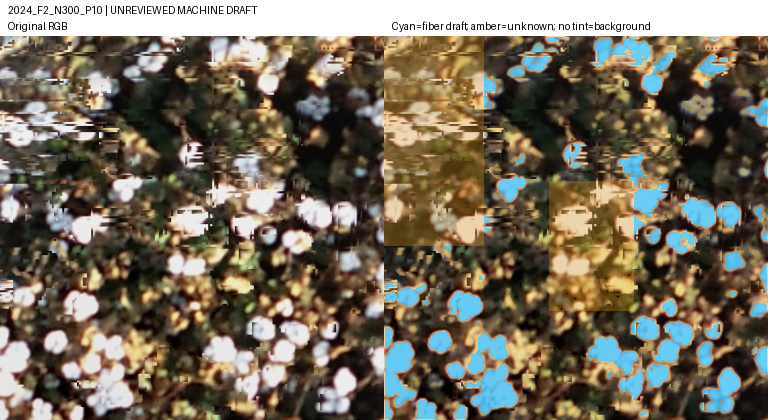 2024_F2_N300_P10 | UNREVIEWED MACHINE DRAFT
Original RGB
Cyan=fiber draft; amber=unknown; no tint=background